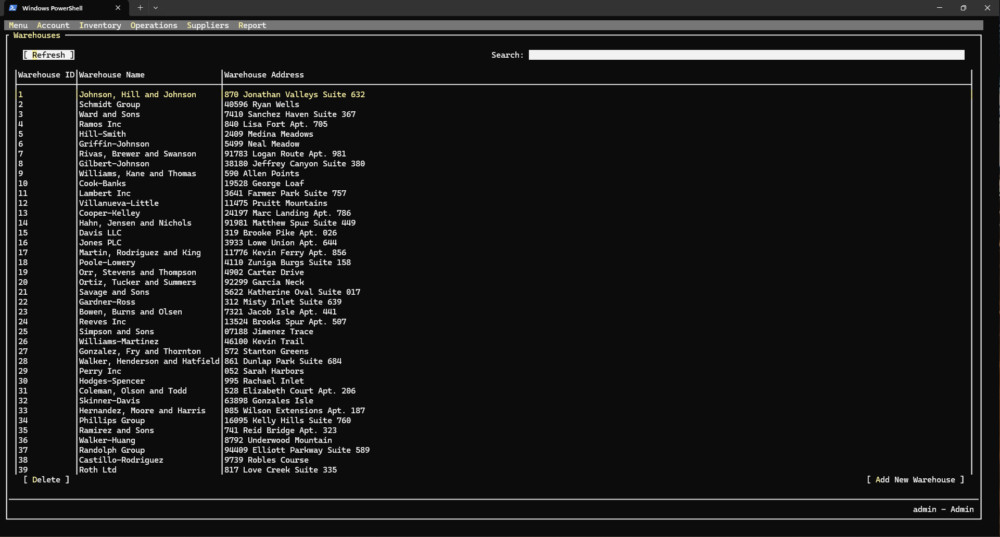 Windows PowerShell
Menu Account Inventory Operations Suppliers Report
Warehouses
[ Refresh ] Search:
Warehouse ID Warehouse Name Warehouse Address
1 Johnson, Hill and Johnson 870 Jonathan Valleys Suite 632
2 Schmidt Group 40596 Ryan Wells
3 Ward and Sons 7410 Sanchez Haven Suite 367
4 Ramos Inc 840 Lisa Fort Apt. 705
5 Hill-Smith 2409 Medina Meadows
6 Griffin-Johnson 5499 Neal Meadow
7 Rivas, Brewer and Swanson 91783 Logan Route Apt. 981
8 Gilbert-Johnson 38180 Jeffrey Canyon Suite 380
9 Williams, Kane and Thomas 590 Allen Points
10 Cook-Banks 19528 George Loaf
11 Lambert Inc 3641 Farmer Park Suite 757
12 Villanueva-Little 11475 Pruitt Mountains
13 Cooper-Kelley 24197 Marc Landing Apt. 786
14 Hahn, Jensen and Nichols 91981 Matthew Spur Suite 449
15 Davis LLC 319 Brooke Pike Apt. 026
16 Jones PLC 3933 Lowe Union Apt. 644
17 Martin, Rodriguez and King 11776 Kevin Ferry Apt. 856
18 Poole-Lowery 4110 Zuniga Burgs Suite 158
19 Orr, Stevens and Thompson 4902 Carter Drive
20 Ortiz, Tucker and Summers 92299 Garcia Neck
21 Savage and Sons 5622 Katherine Oval Suite 017
22 Gardner-Ross 312 Misty Inlet Suite 639
23 Bowen, Burns and Olsen 7321 Jacob Isle Apt. 441
24 Reeves Inc 13524 Brooks Spur Apt. 507
25 Simpson and Sons 07188 Jimenez Trace
26 Williams-Martinez 46100 Kevin Trail
27 Gonzalez, Fry and Thornton 572 Stanton Greens
28 Walker, Henderson and Hatfield 861 Dunlap Park Suite 684
29 Perry Inc 052 Sarah Harbors
30 Hodges-Spencer 995 Rachael Inlet
31 Coleman, Olson and Todd 528 Elizabeth Court Apt. 206
32 Skinner-Davis 63898 Gonzales Isle
33 Hernandez, Moore and Harris 085 Wilson Extensions Apt. 187
34 Phillips Group 16095 Kelly Hills Suite 760
35 Ramirez and Sons 741 Reid Bridge Apt. 323
36 Walker-Huang 8792 Underwood Mountain
37 Randolph Group 94409 Elliott Parkway Suite 589
38 Castillo-Rodriguez 9739 Robles Course
39 Roth Ltd 817 Love Creek Suite 335
[ Delete ] [ Add New Warehouse ]
admin - Admin